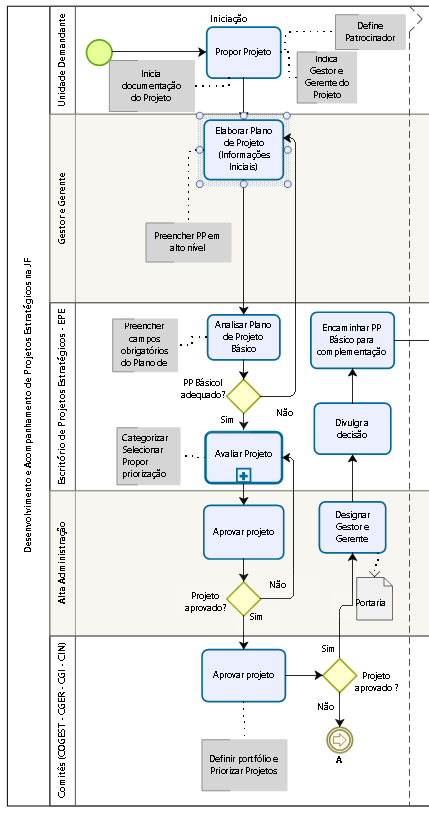 Desenvolvimento e Acompanhamento de Projetos Estratégicos na JF
Unidade Demandante
Iniciação
Propor Projeto
Define
Patrocinador
Indica
Gestor e
Gerente do
Projeto
Inicia
documentação
do Projeto
Gestor e Gerente
Elaborar Plano
de Projeto
(Informações
Iniciais)
Preencher PP em
alto nível
Escritório de Projetos Estratégicos - EPE
Preencher
campos
obrigatórios
do Plano de
Analisar Plano
de Projeto
Básico
Encaminhar PP
Básico para
complementação
PP Básicol
adequado?
Não
Sim
Divulgra
decisão
Categorizar
Selecionar
Propor
priorização
Avaliar Projeto
Alta Administração
Aprovar projeto
Designar
Gestor e
Gerente
Projeto
aprovado?
Não
Sim
Portaria
Comitês (COGEST - CGER - CGI - CIN)
Aprovar projeto
Sim
Projeto
aprovado ?
Não
A
Definir portfólio e
Priorizar Projetos